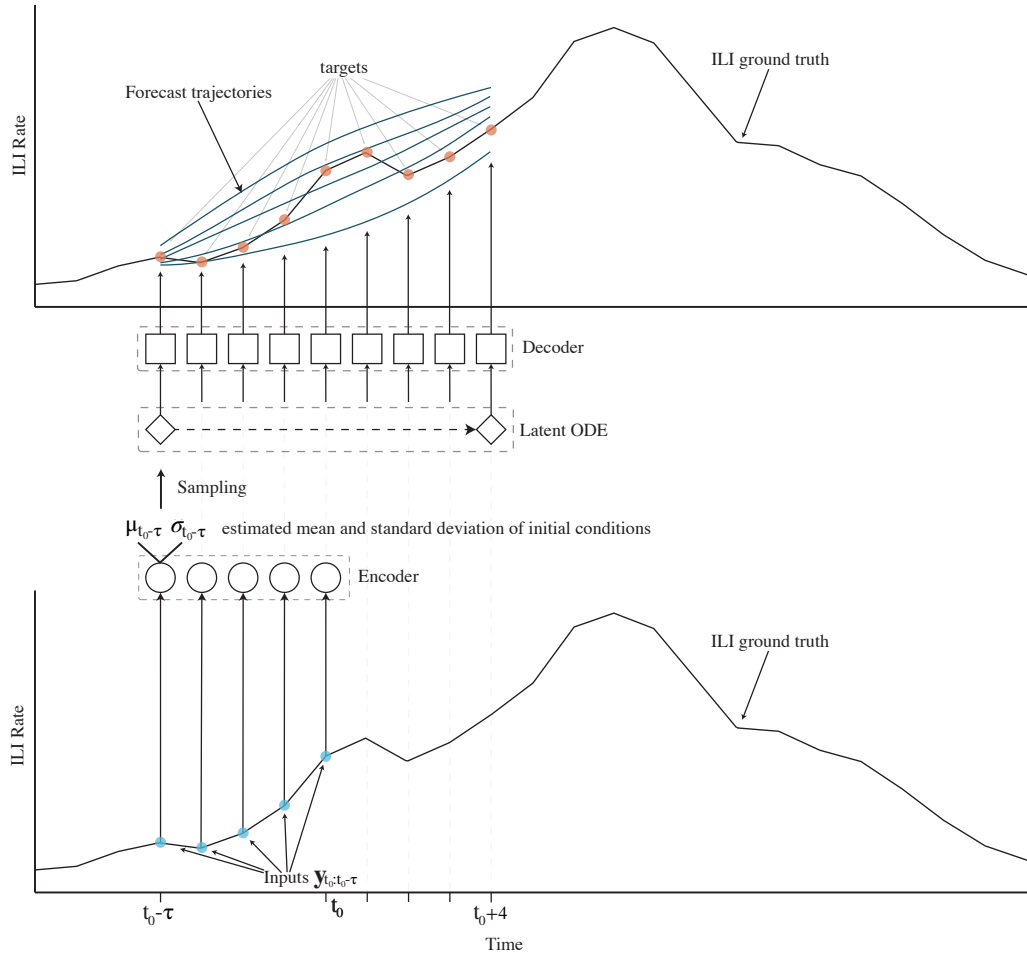 targets
ILI ground truth
Forecast trajectories
ILI Rate
Decoder
Latent ODE
Sampling
μt₀-τ σt₀-τ estimated mean and standard deviation of initial conditions
Encoder
ILI ground truth
ILI Rate
Inputs yt₀:t₀-τ
t₀-τ t₀ t₀+4
Time